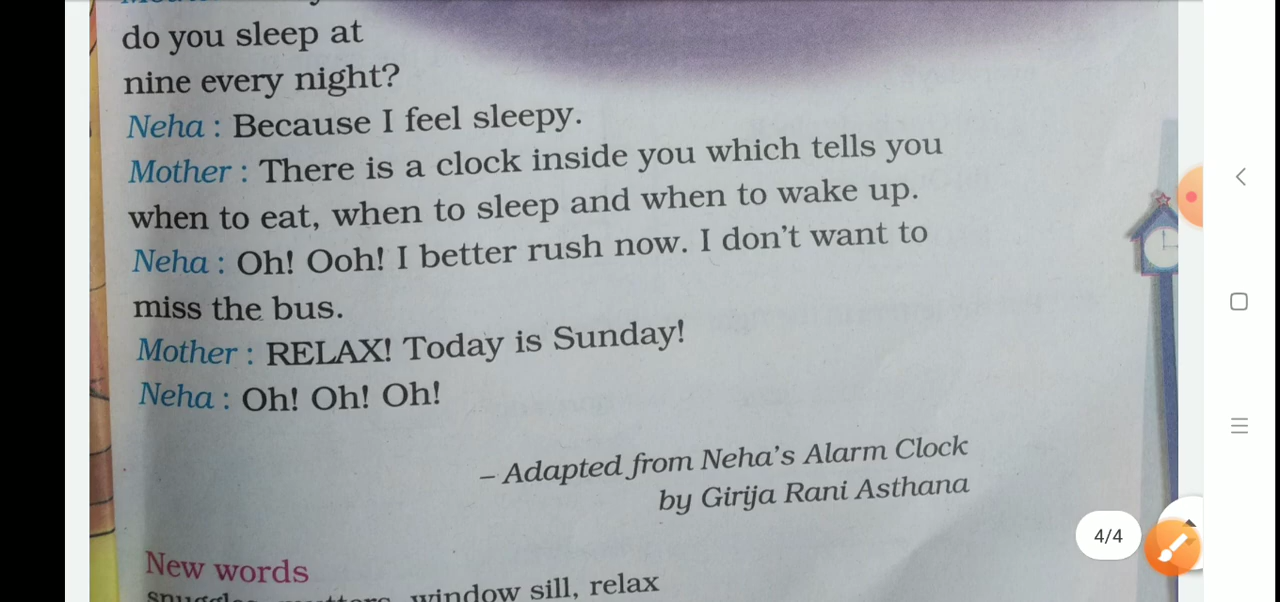 do you sleep at
nine every night?
Neha : Because I feel sleepy.
Mother : There is a clock inside you which tells you
when to eat, when to sleep and when to wake up.
Neha : Oh! Ooh! I better rush now. I don't want to
miss the bus.
Mother : RELAX! Today is Sunday!
Neha : Oh! Oh! Oh!
– Adapted from Neha's Alarm Clock
by Girija Rani Asthana
4/4
New words
window sill, relax